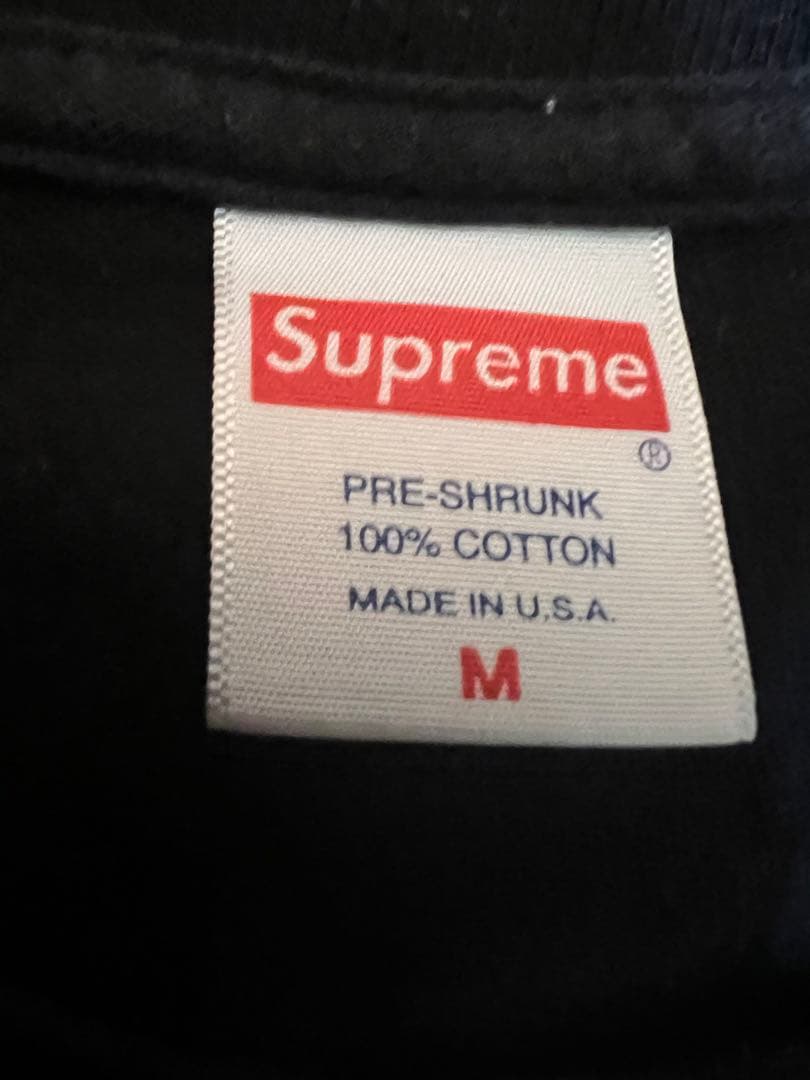 Supreme
®
PRE-SHRUNK
100% COTTON
MADE IN U.S.A.
M